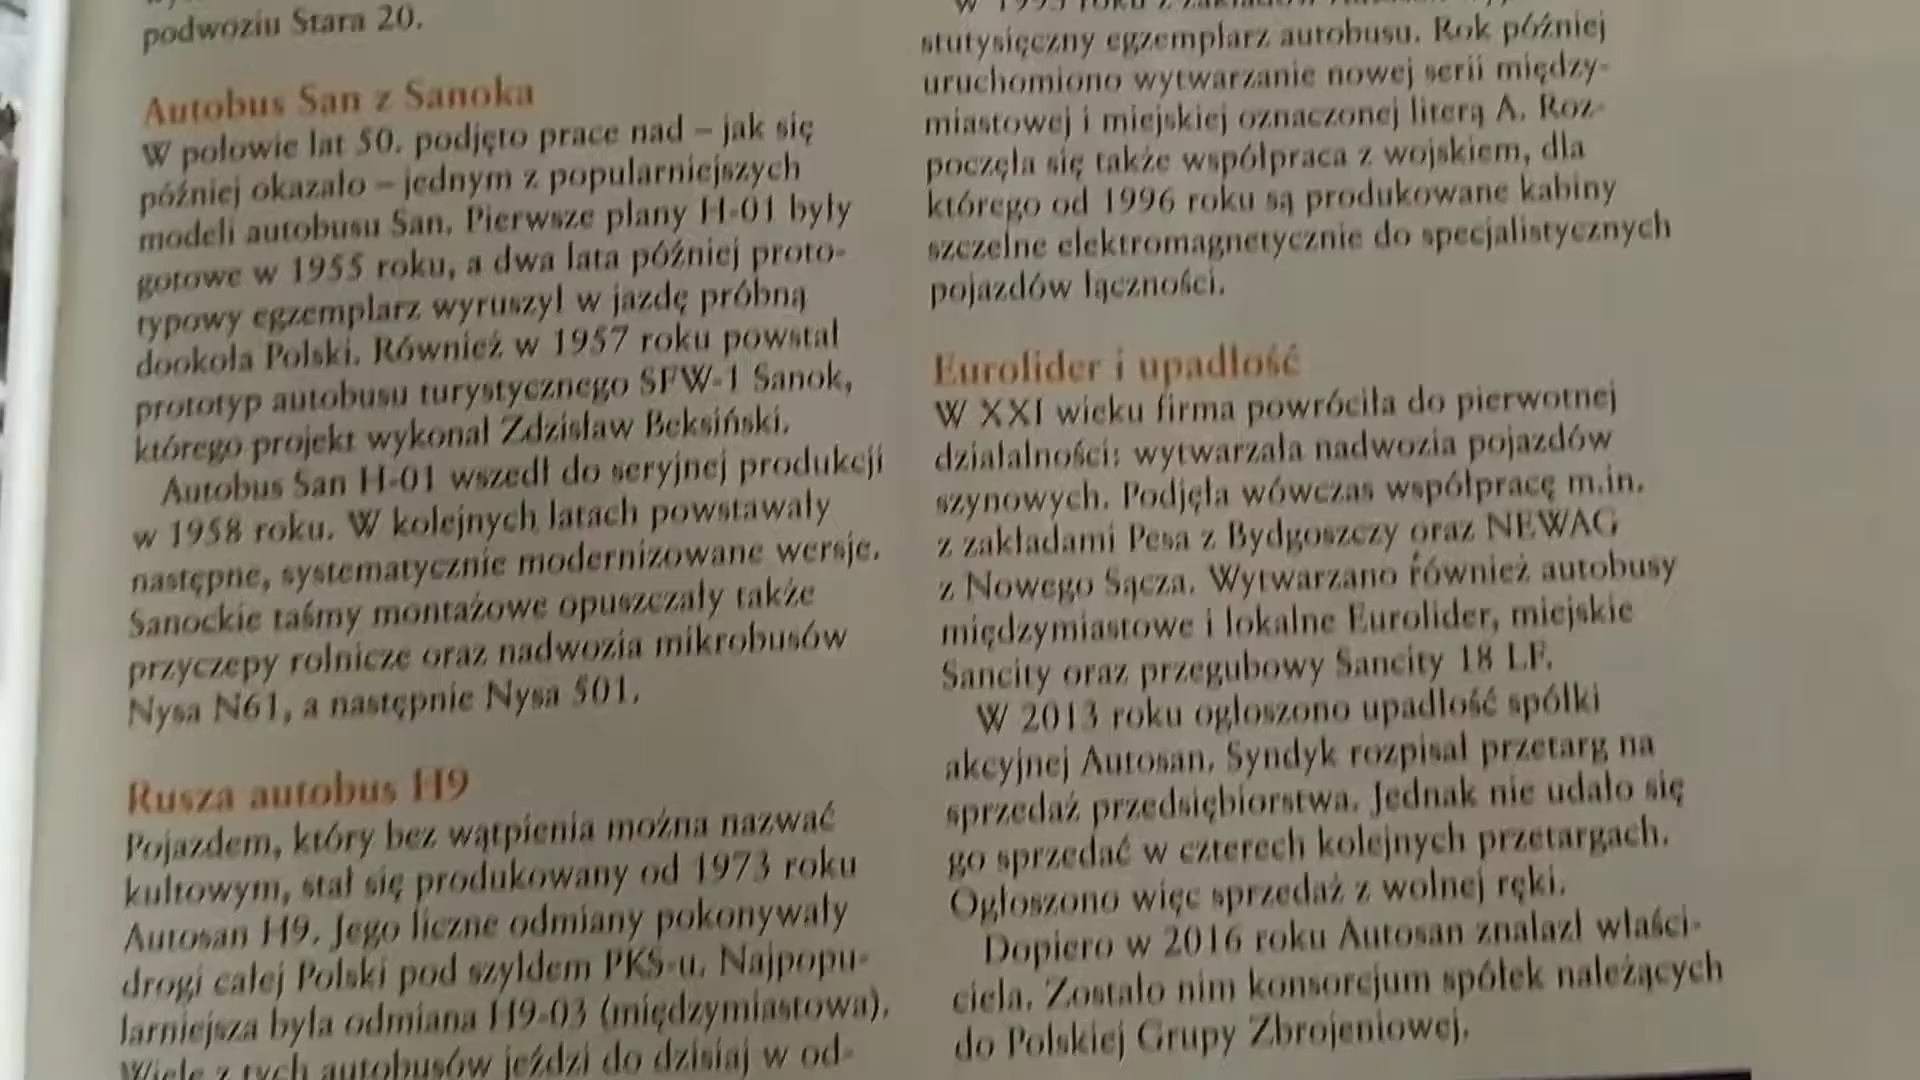 podwoziu Stara 20.
Autobus San z Sanoka
W połowie lat 50. podjęto prace nad – jak się
później okazało – jednym z popularniejszych
modeli autobusu San. Pierwsze plany H-01 były
gotowe w 1955 roku, a dwa lata później proto-
typowy egzemplarz wyruszył w jazdę próbną
dookoła Polski. Również w 1957 roku powstał
prototyp autobusu turystycznego SFW-1 Sanok,
którego projekt wykonał Zdzisław Beksiński.
Autobus San H-01 wszedł do seryjnej produkcji
w 1958 roku. W kolejnych latach powstawały
następne, systematycznie modernizowane wersje.
Sanockie taśmy montażowe opuszczały także
przyczepy rolnicze oraz nadwozia mikrobusów
Nysa N61, a następnie Nysa 501.
Rusza autobus H9
Pojazdem, który bez wątpienia można nazwać
kultowym, stał się produkowany od 1973 roku
Autosan H9. Jego liczne odmiany pokonywały
drogi całej Polski pod szyldem PKS-u. Najpopu-
larniejsza była odmiana H9-03 (międzymiastowa).
Wiele z tych autobusów jeździ do dzisiaj w od-
stutysięczny egzemplarz autobusu. Rok później
uruchomiono wytwarzanie nowej serii między-
miastowej i miejskiej oznaczonej literą A. Roz-
poczęła się także współpraca z wojskiem, dla
którego od 1996 roku są produkowane kabiny
szczelne elektromagnetycznie do specjalistycznych
pojazdów łączności.
Eurolider i upadłość
W XXI wieku firma powróciła do pierwotnej
działalności: wytwarzała nadwozia pojazdów
szynowych. Podjęła wówczas współpracę m.in.
z zakładami Pesa z Bydgoszczy oraz NEWAG
z Nowego Sącza. Wytwarzano również autobusy
międzymiastowe i lokalne Eurolider, miejskie
Sancity oraz przegubowy Sancity 18 LF.
W 2013 roku ogłoszono upadłość spółki
akcyjnej Autosan. Syndyk rozpisał przetarg na
sprzedaż przedsiębiorstwa. Jednak nie udało się
go sprzedać w czterech kolejnych przetargach.
Ogłoszono więc sprzedaż z wolnej ręki.
Dopiero w 2016 roku Autosan znalazł właści-
ciela. Zostało nim konsorcjum spółek należących
do Polskiej Grupy Zbrojeniowej.